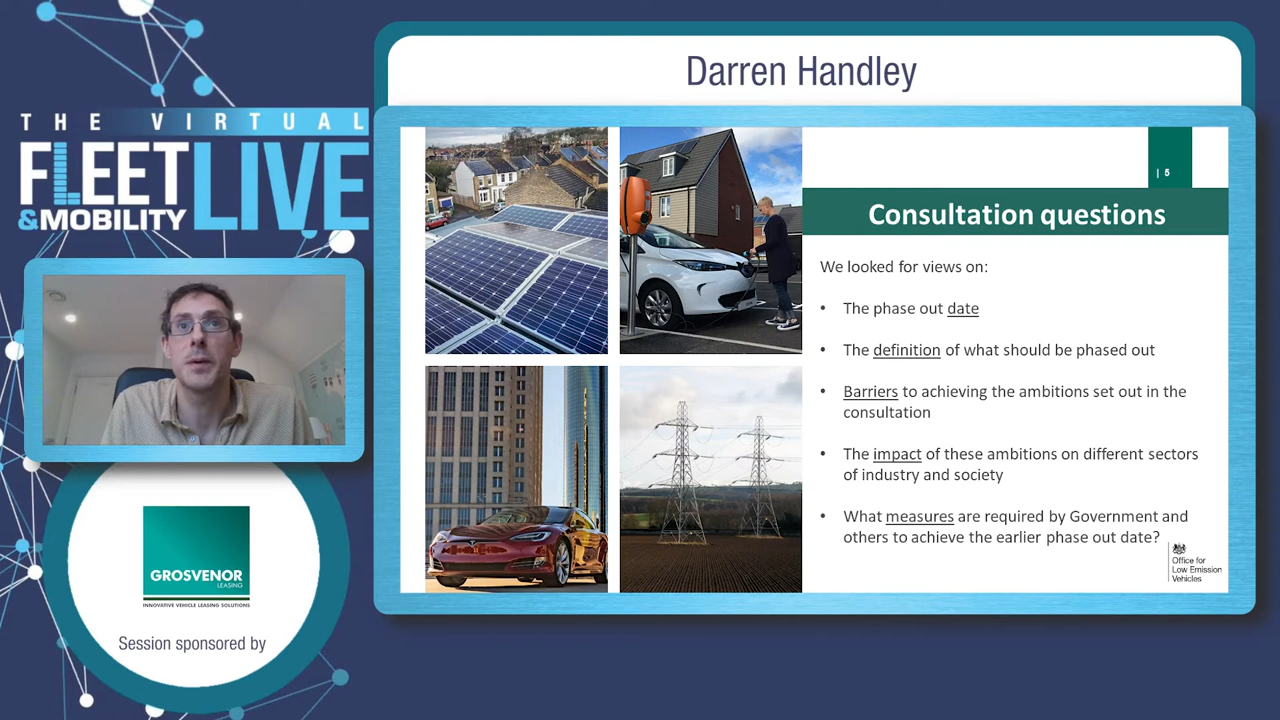 THE VIRTUAL
FLEET LIVE
&MOBILITY
Darren Handley
| 5
Consultation questions
We looked for views on:
• The phase out date
• The definition of what should be phased out
• Barriers to achieving the ambitions set out in the
consultation
• The impact of these ambitions on different sectors
of industry and society
• What measures are required by Government and
others to achieve the earlier phase out date?
Office for
Low Emission
Vehicles
GROSVENOR
LEASING
INNOVATIVE VEHICLE LEASING SOLUTIONS
Session sponsored by